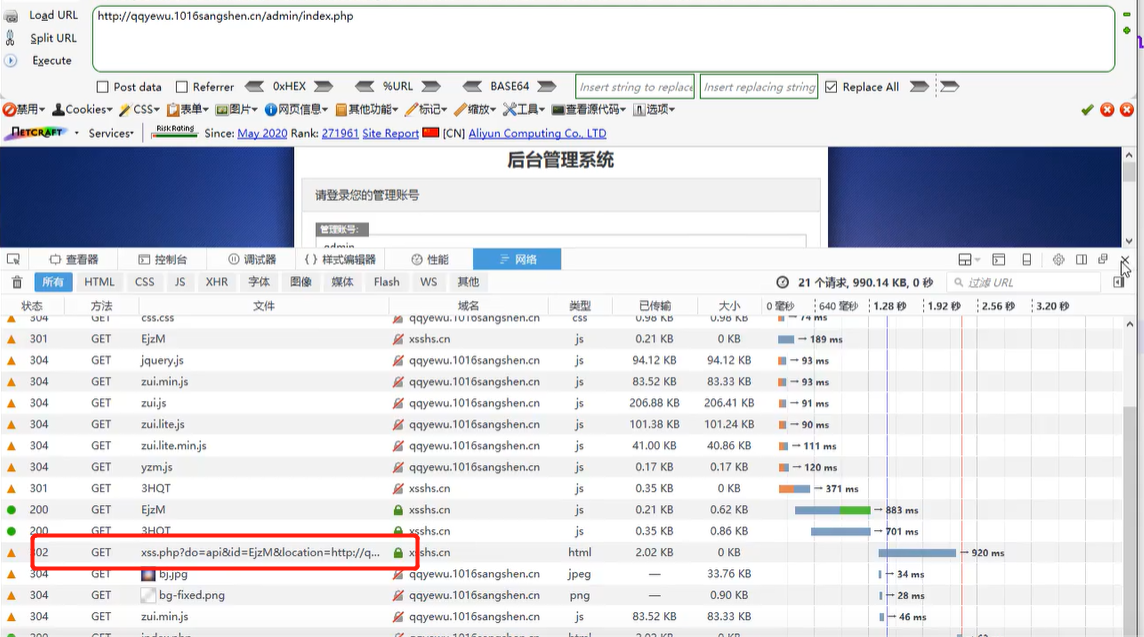 Load URL
http://qqyewu.1016sangshen.cn/admin/index.php
Split URL
Execute
Post data Referrer 0xHEX %URL BASE64 Insert string to replace Insert replacing string Replace All
禁用 Cookies CSS 表单 图片 网页信息 其他功能 标记 缩放 工具 查看源代码 选项
NETCRAFT Services Risk Rating Since: May 2020 Rank: 271961 Site Report [CN] Aliyun Computing Co., LTD
后台管理系统
请登录您的管理账号
管理账号:
admin
查看器 控制台 调试器 {} 样式编辑器 性能 网络
所有 HTML CSS JS XHR 字体 图像 媒体 Flash WS 其他 21 个请求, 990.14 KB, 0 秒 过滤 URL
状态 方法 文件 域名 类型 已传输 大小 0 毫秒 640 毫秒 1.28 秒 1.92 秒 2.56 秒 3.20 秒
304 GET css.css qqyewu.1016sangshen.cn css 0.98 KB 0.98 KB → 74 ms
301 GET EjzM xsshs.cn js 0.21 KB 0 KB → 189 ms
304 GET jquery.js qqyewu.1016sangshen.cn js 94.12 KB 94.12 KB → 93 ms
304 GET zui.min.js qqyewu.1016sangshen.cn js 83.52 KB 83.33 KB → 93 ms
304 GET zui.js qqyewu.1016sangshen.cn js 206.88 KB 206.41 KB → 91 ms
304 GET zui.lite.js qqyewu.1016sangshen.cn js 101.38 KB 101.24 KB → 90 ms
304 GET zui.lite.min.js qqyewu.1016sangshen.cn js 41.00 KB 40.86 KB → 111 ms
304 GET yzm.js qqyewu.1016sangshen.cn js 0.17 KB 0.17 KB → 120 ms
301 GET 3HQT xsshs.cn js 0.35 KB 0 KB → 371 ms
200 GET EjzM xsshs.cn js 0.21 KB 0.62 KB → 883 ms
200 GET 3HQT xsshs.cn js 0.35 KB 0.86 KB → 701 ms
302 GET xss.php?do=api&id=EjzM&location=http://q... xsshs.cn html 2.02 KB 0 KB → 920 ms
304 GET bj.jpg qqyewu.1016sangshen.cn jpeg — 33.76 KB → 34 ms
304 GET bg-fixed.png qqyewu.1016sangshen.cn png — 0.90 KB → 28 ms
304 GET zui.min.js qqyewu.1016sangshen.cn js 83.52 KB 83.33 KB → 46 ms
200 GET index.php qqyewu.1016sangshen.cn html 2.02 KB